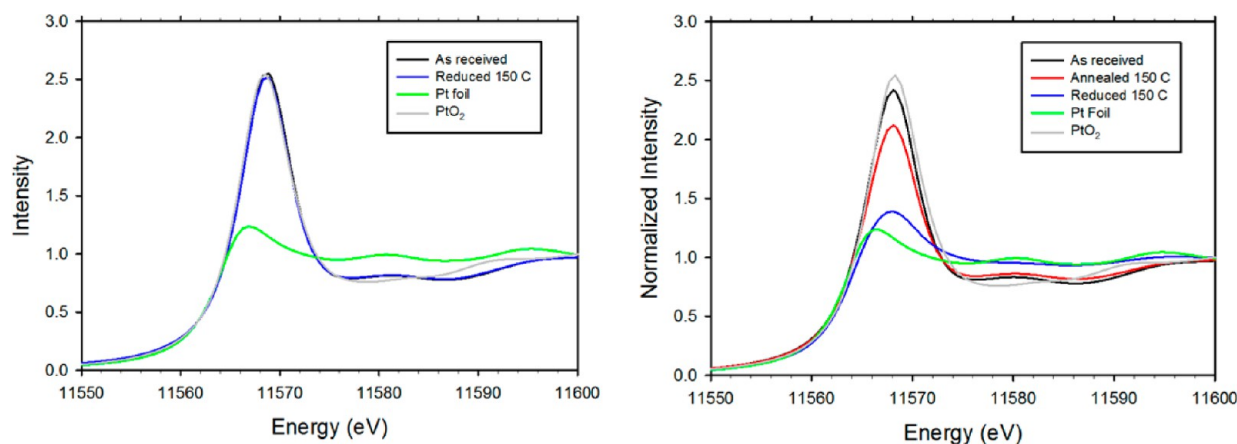 3.0
2.5
2.0
1.5
1.0
0.5
0.0
Intensity
As received
Reduced 150 C
Pt foil
PtO₂
11550 11560 11570 11580 11590 11600
Energy (eV)
3.0
2.5
2.0
1.5
1.0
0.5
0.0
Normalized Intensity
As received
Annealed 150 C
Reduced 150 C
Pt Foil
PtO₂
11550 11560 11570 11580 11590 11600
Energy (eV)